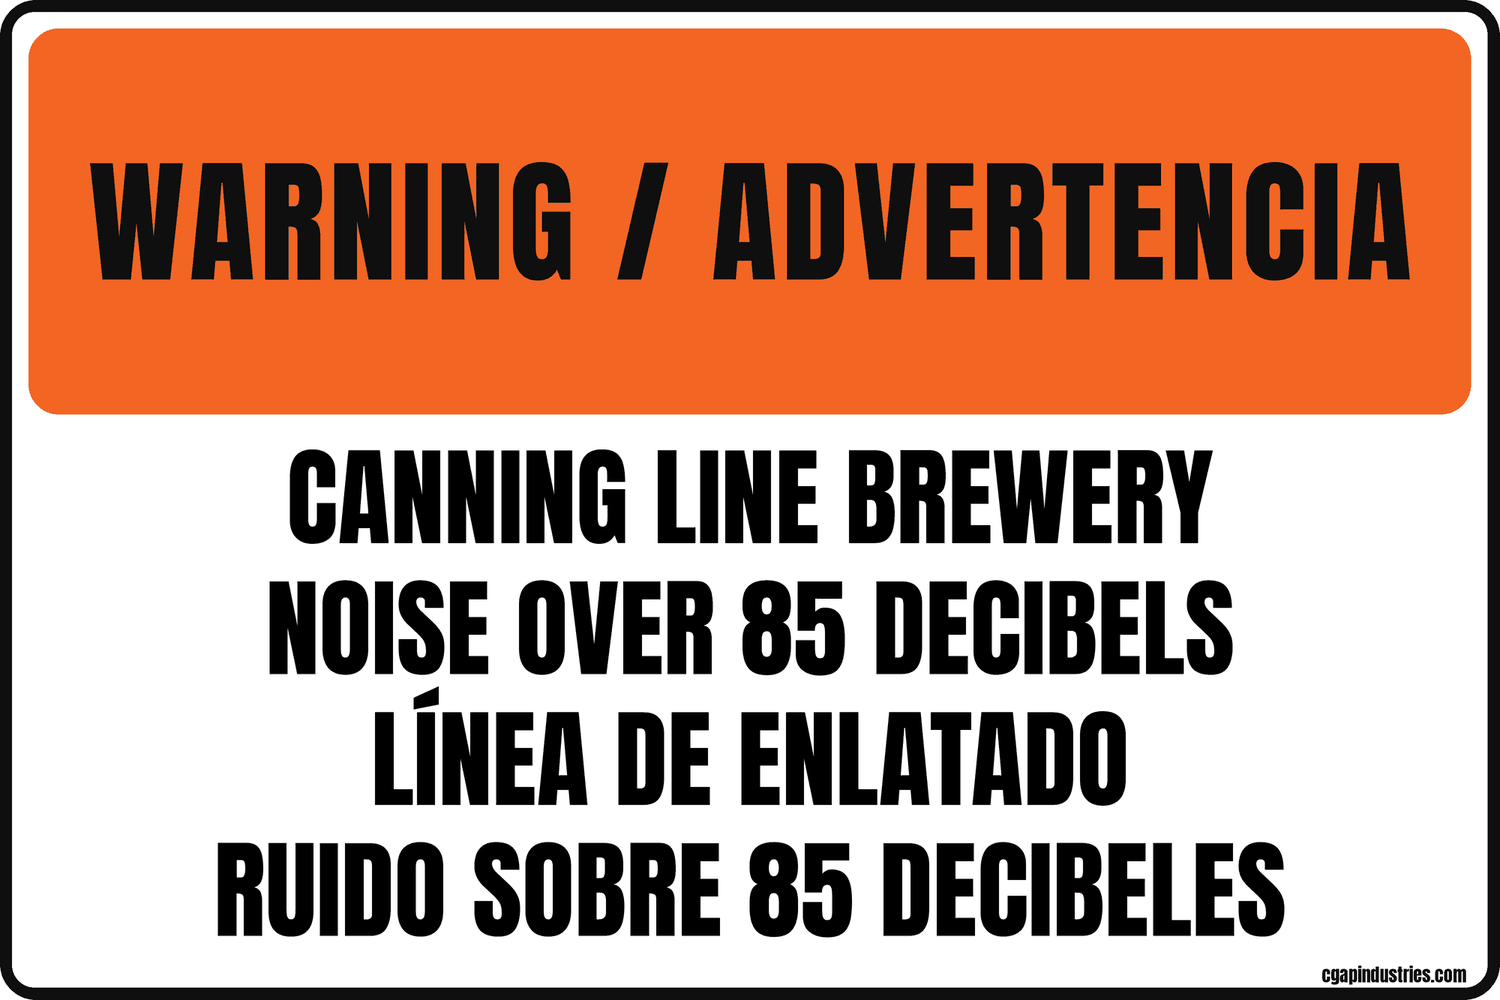 WARNING / ADVERTENCIA
CANNING LINE BREWERY
NOISE OVER 85 DECIBELS
LÍNEA DE ENLATADO
RUIDO SOBRE 85 DECIBELES
cgapindustries.com